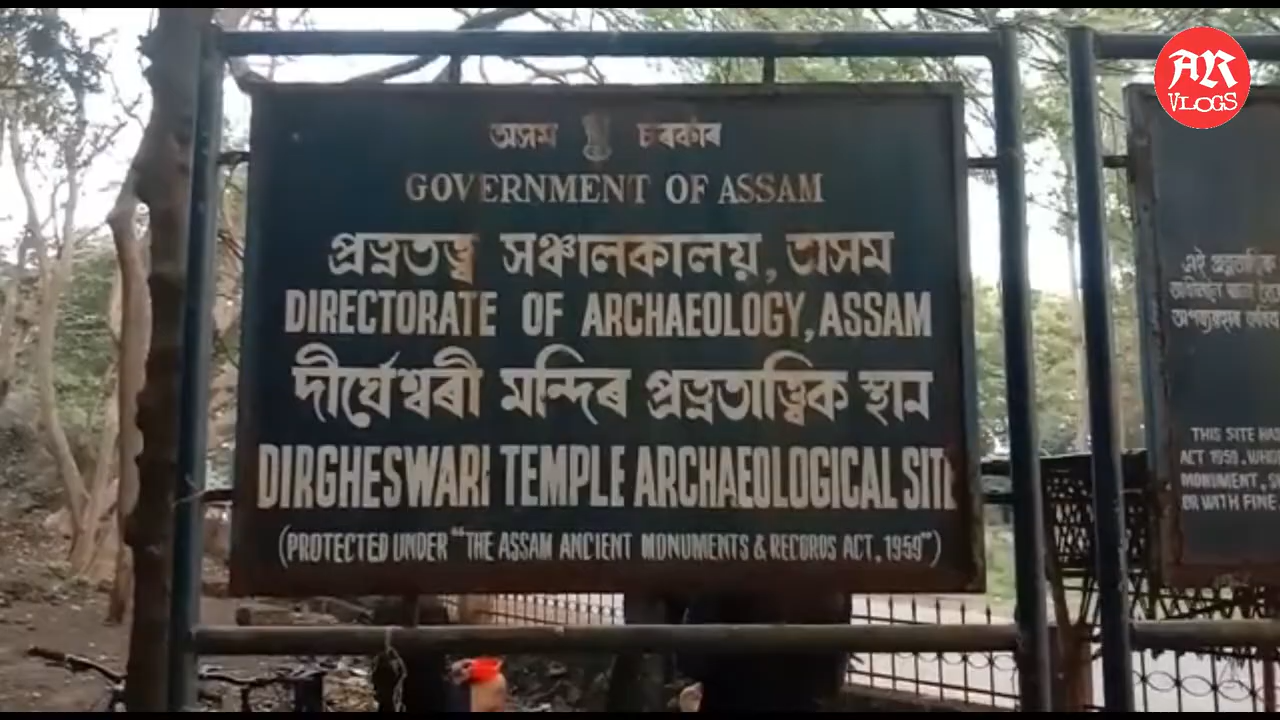 অসম চৰকাৰ
GOVERNMENT OF ASSAM
প্ৰত্নতত্ত্ব সঞ্চালকালয়, অসম
DIRECTORATE OF ARCHAEOLOGY, ASSAM
দীৰ্ঘেশ্বৰী মন্দিৰ প্ৰত্নতাত্ত্বিক স্থান
DIRGHESWARI TEMPLE ARCHAEOLOGICAL SITE
(PROTECTED UNDER "THE ASSAM ANCIENT MONUMENTS & RECORDS ACT, 1959")
AR
VLOGS
এই
THIS SITE HAS
ACT 1959. WHO
MONUMENT, S
OR WITH FINE